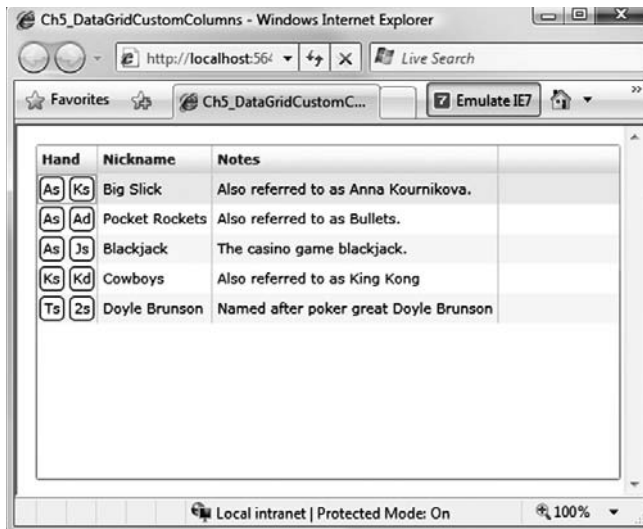 Ch5_DataGridCustomColumns - Windows Internet Explorer
http://localhost:564 Live Search
Favorites Ch5_DataGridCustomC... Emulate IE7 »
Hand Nickname Notes
As Ks Big Slick Also referred to as Anna Kournikova.
As Ad Pocket Rockets Also referred to as Bullets.
As Js Blackjack The casino game blackjack.
Ks Kd Cowboys Also referred to as King Kong
Ts 2s Doyle Brunson Named after poker great Doyle Brunson
Local intranet | Protected Mode: On 100%